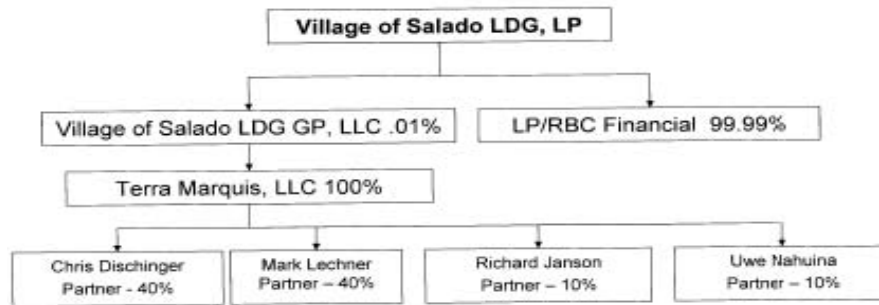 Village of Salado LDG, LP
Village of Salado LDG GP, LLC .01%
LP/RBC Financial 99.99%
Terra Marquis, LLC 100%
Chris Dischinger
Partner - 40%
Mark Lechner
Partner – 40%
Richard Janson
Partner – 10%
Uwe Nahuina
Partner – 10%